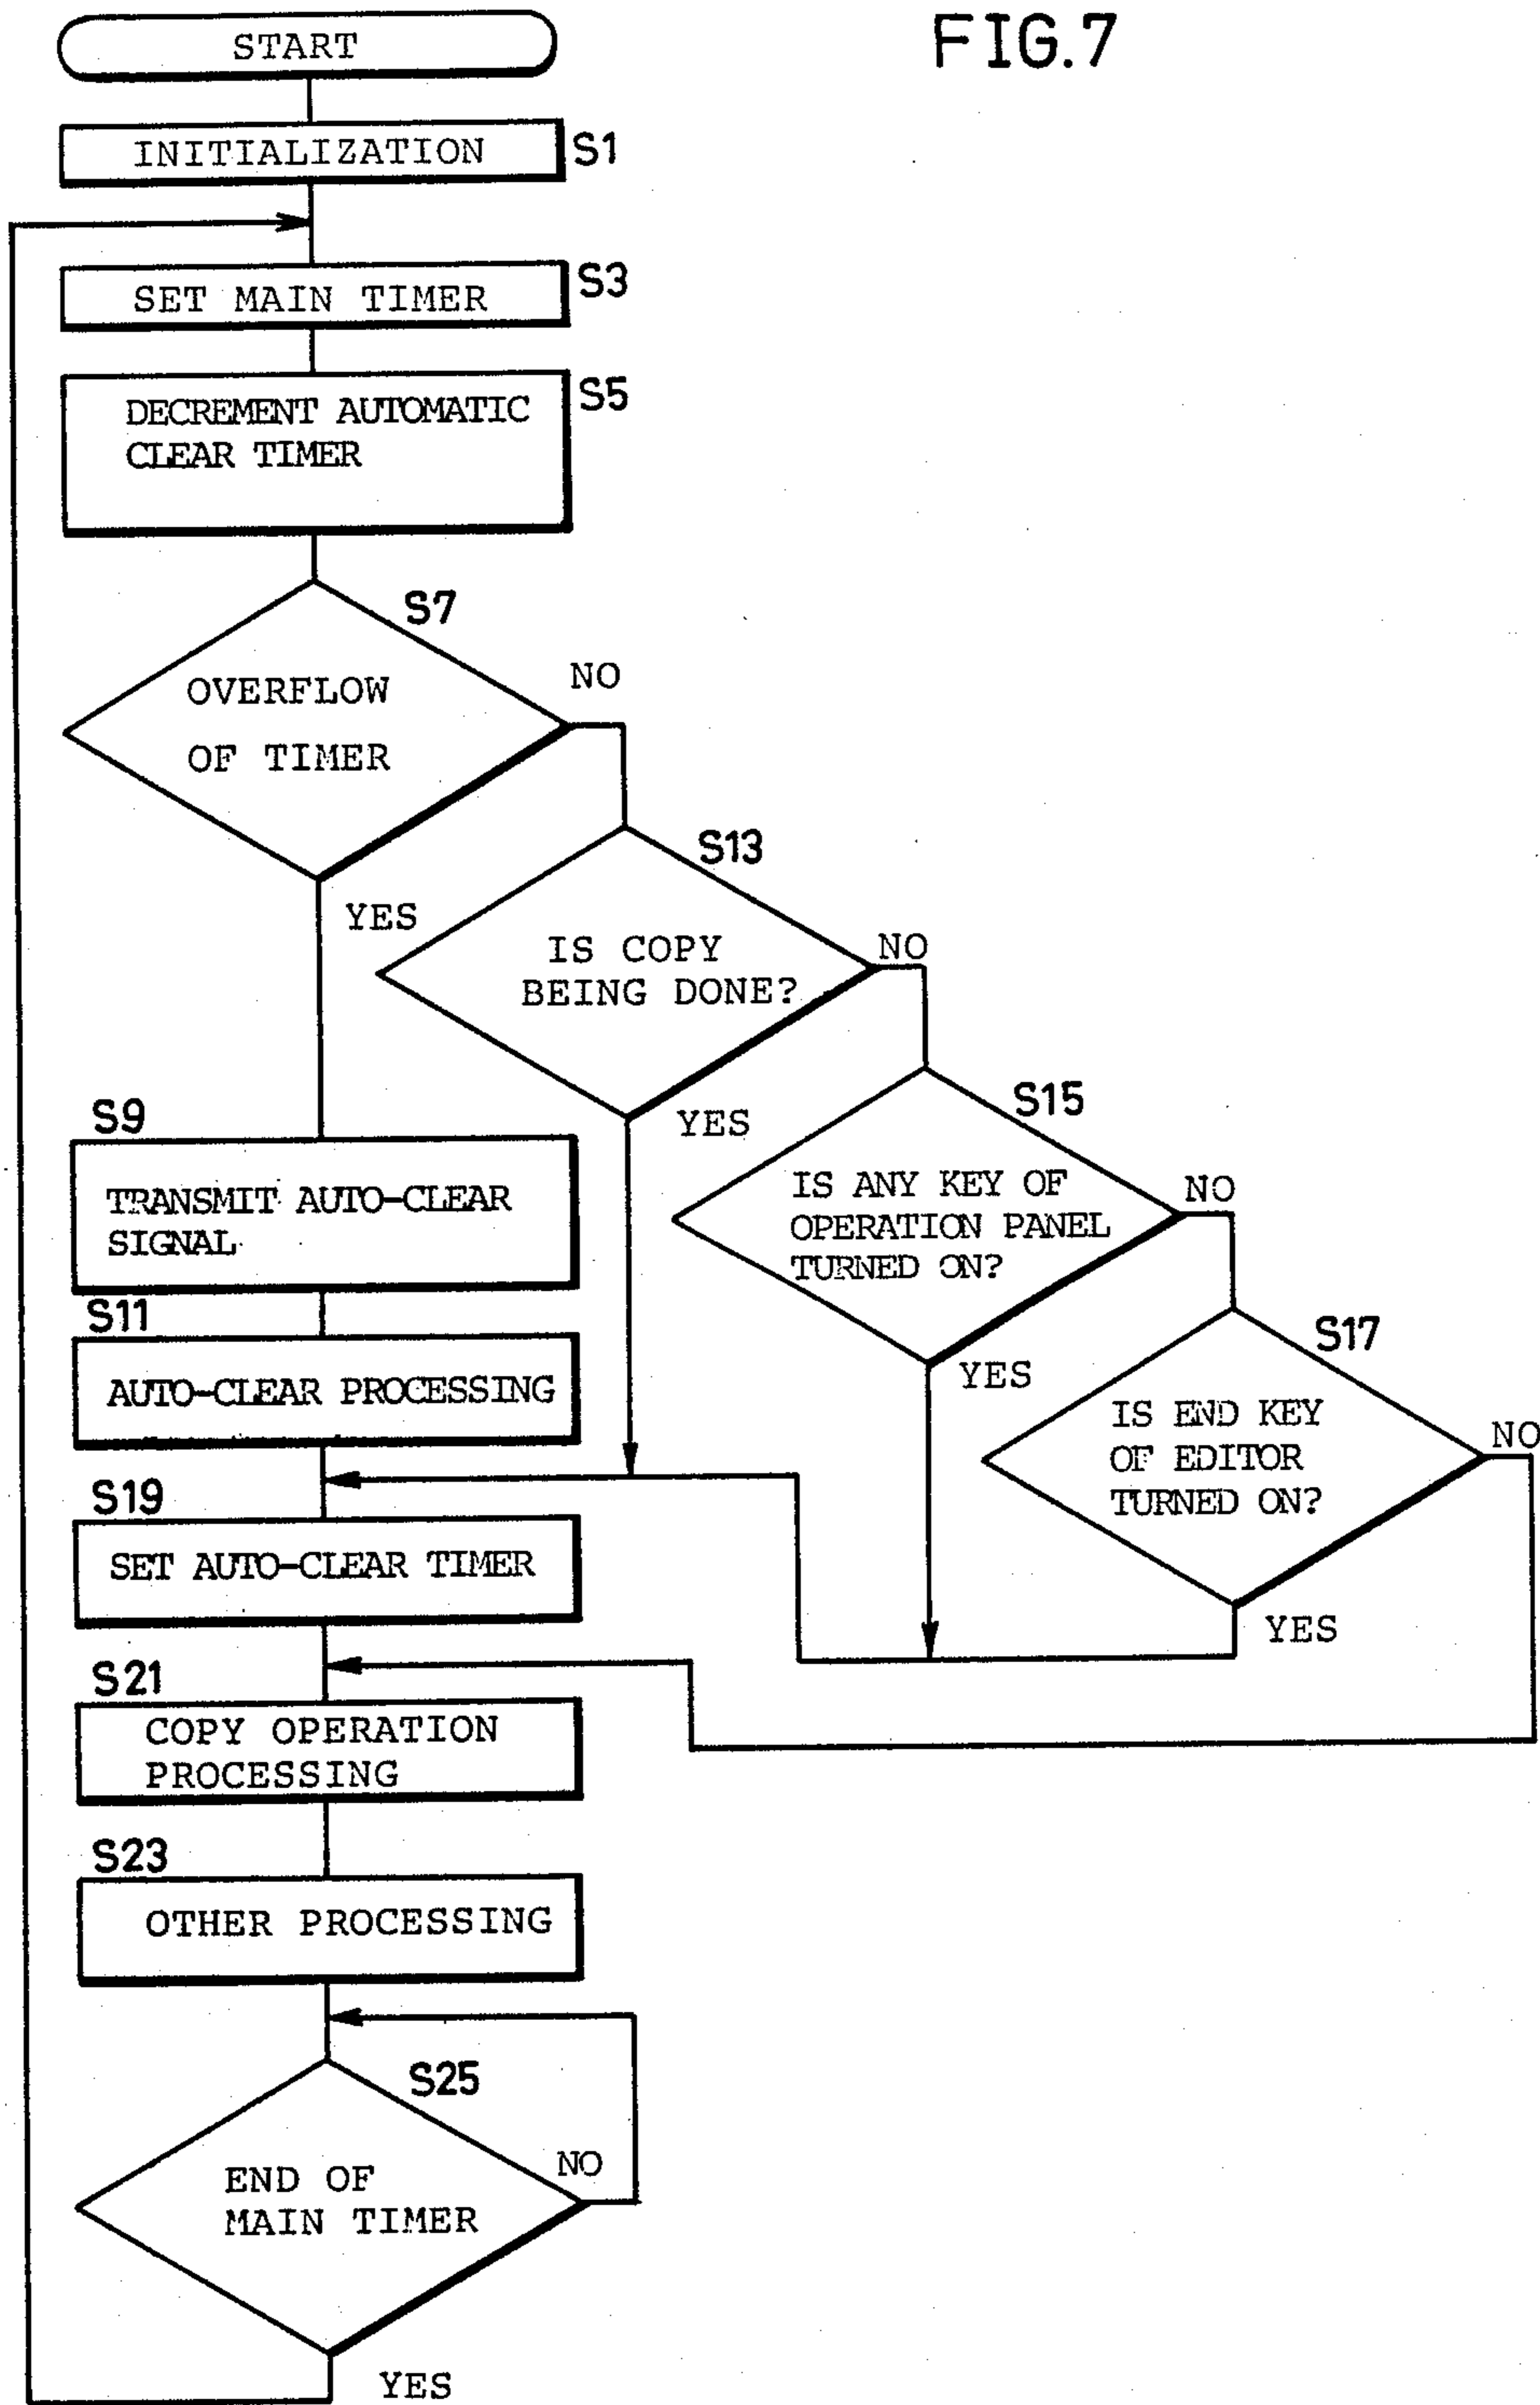 FIG.7
START
INITIALIZATION S1
SET MAIN TIMER S3
DECREMENT AUTOMATIC S5
CLEAR TIMER
S7
OVERFLOW
OF TIMER
NO
YES
S13
IS COPY
BEING DONE?
NO
YES
S15
IS ANY KEY OF
OPERATION PANEL
TURNED ON?
NO
YES
S17
IS END KEY
OF EDITOR
TURNED ON?
NO
YES
S9
TRANSMIT AUTO-CLEAR
SIGNAL
S11
AUTO-CLEAR PROCESSING
S19
SET AUTO-CLEAR TIMER
S21
COPY OPERATION
PROCESSING
S23
OTHER PROCESSING
S25
END OF
MAIN TIMER
NO
YES